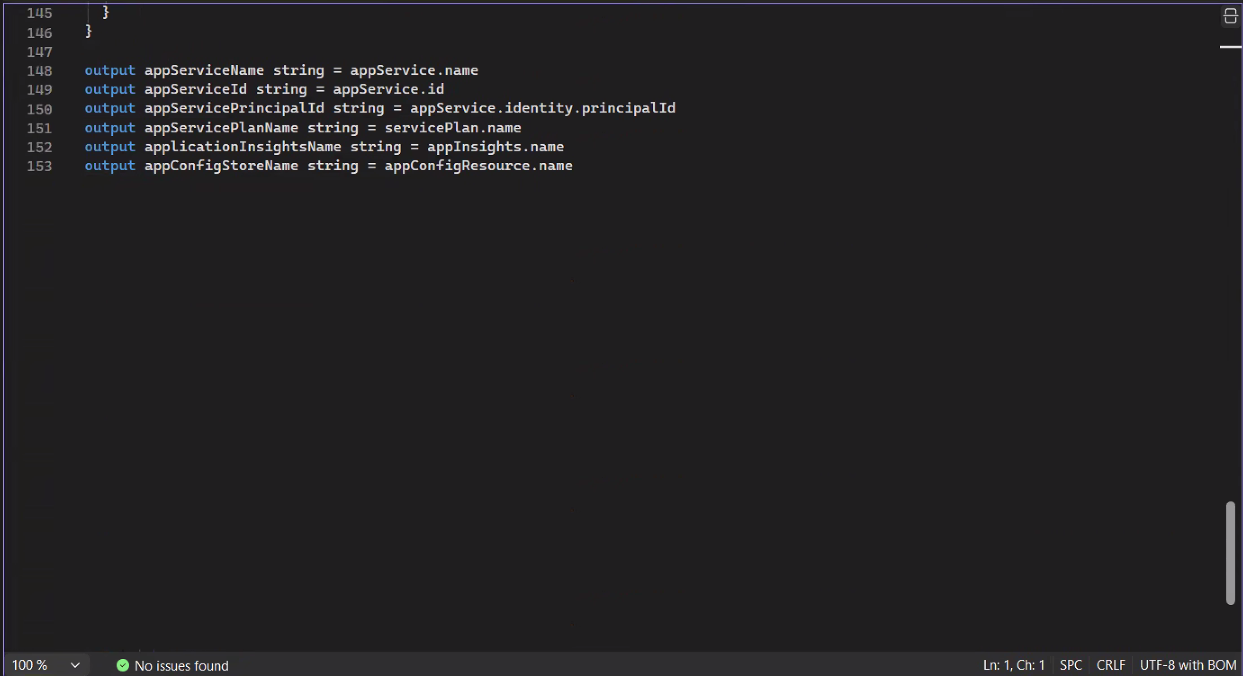 145 }
146 }
147
148 output appServiceName string = appService.name
149 output appServiceId string = appService.id
150 output appServicePrincipalId string = appService.identity.principalId
151 output appServicePlanName string = servicePlan.name
152 output applicationInsightsName string = appInsights.name
153 output appConfigStoreName string = appConfigResource.name
100 % No issues found Ln: 1, Ch: 1 SPC CRLF UTF-8 with BOM